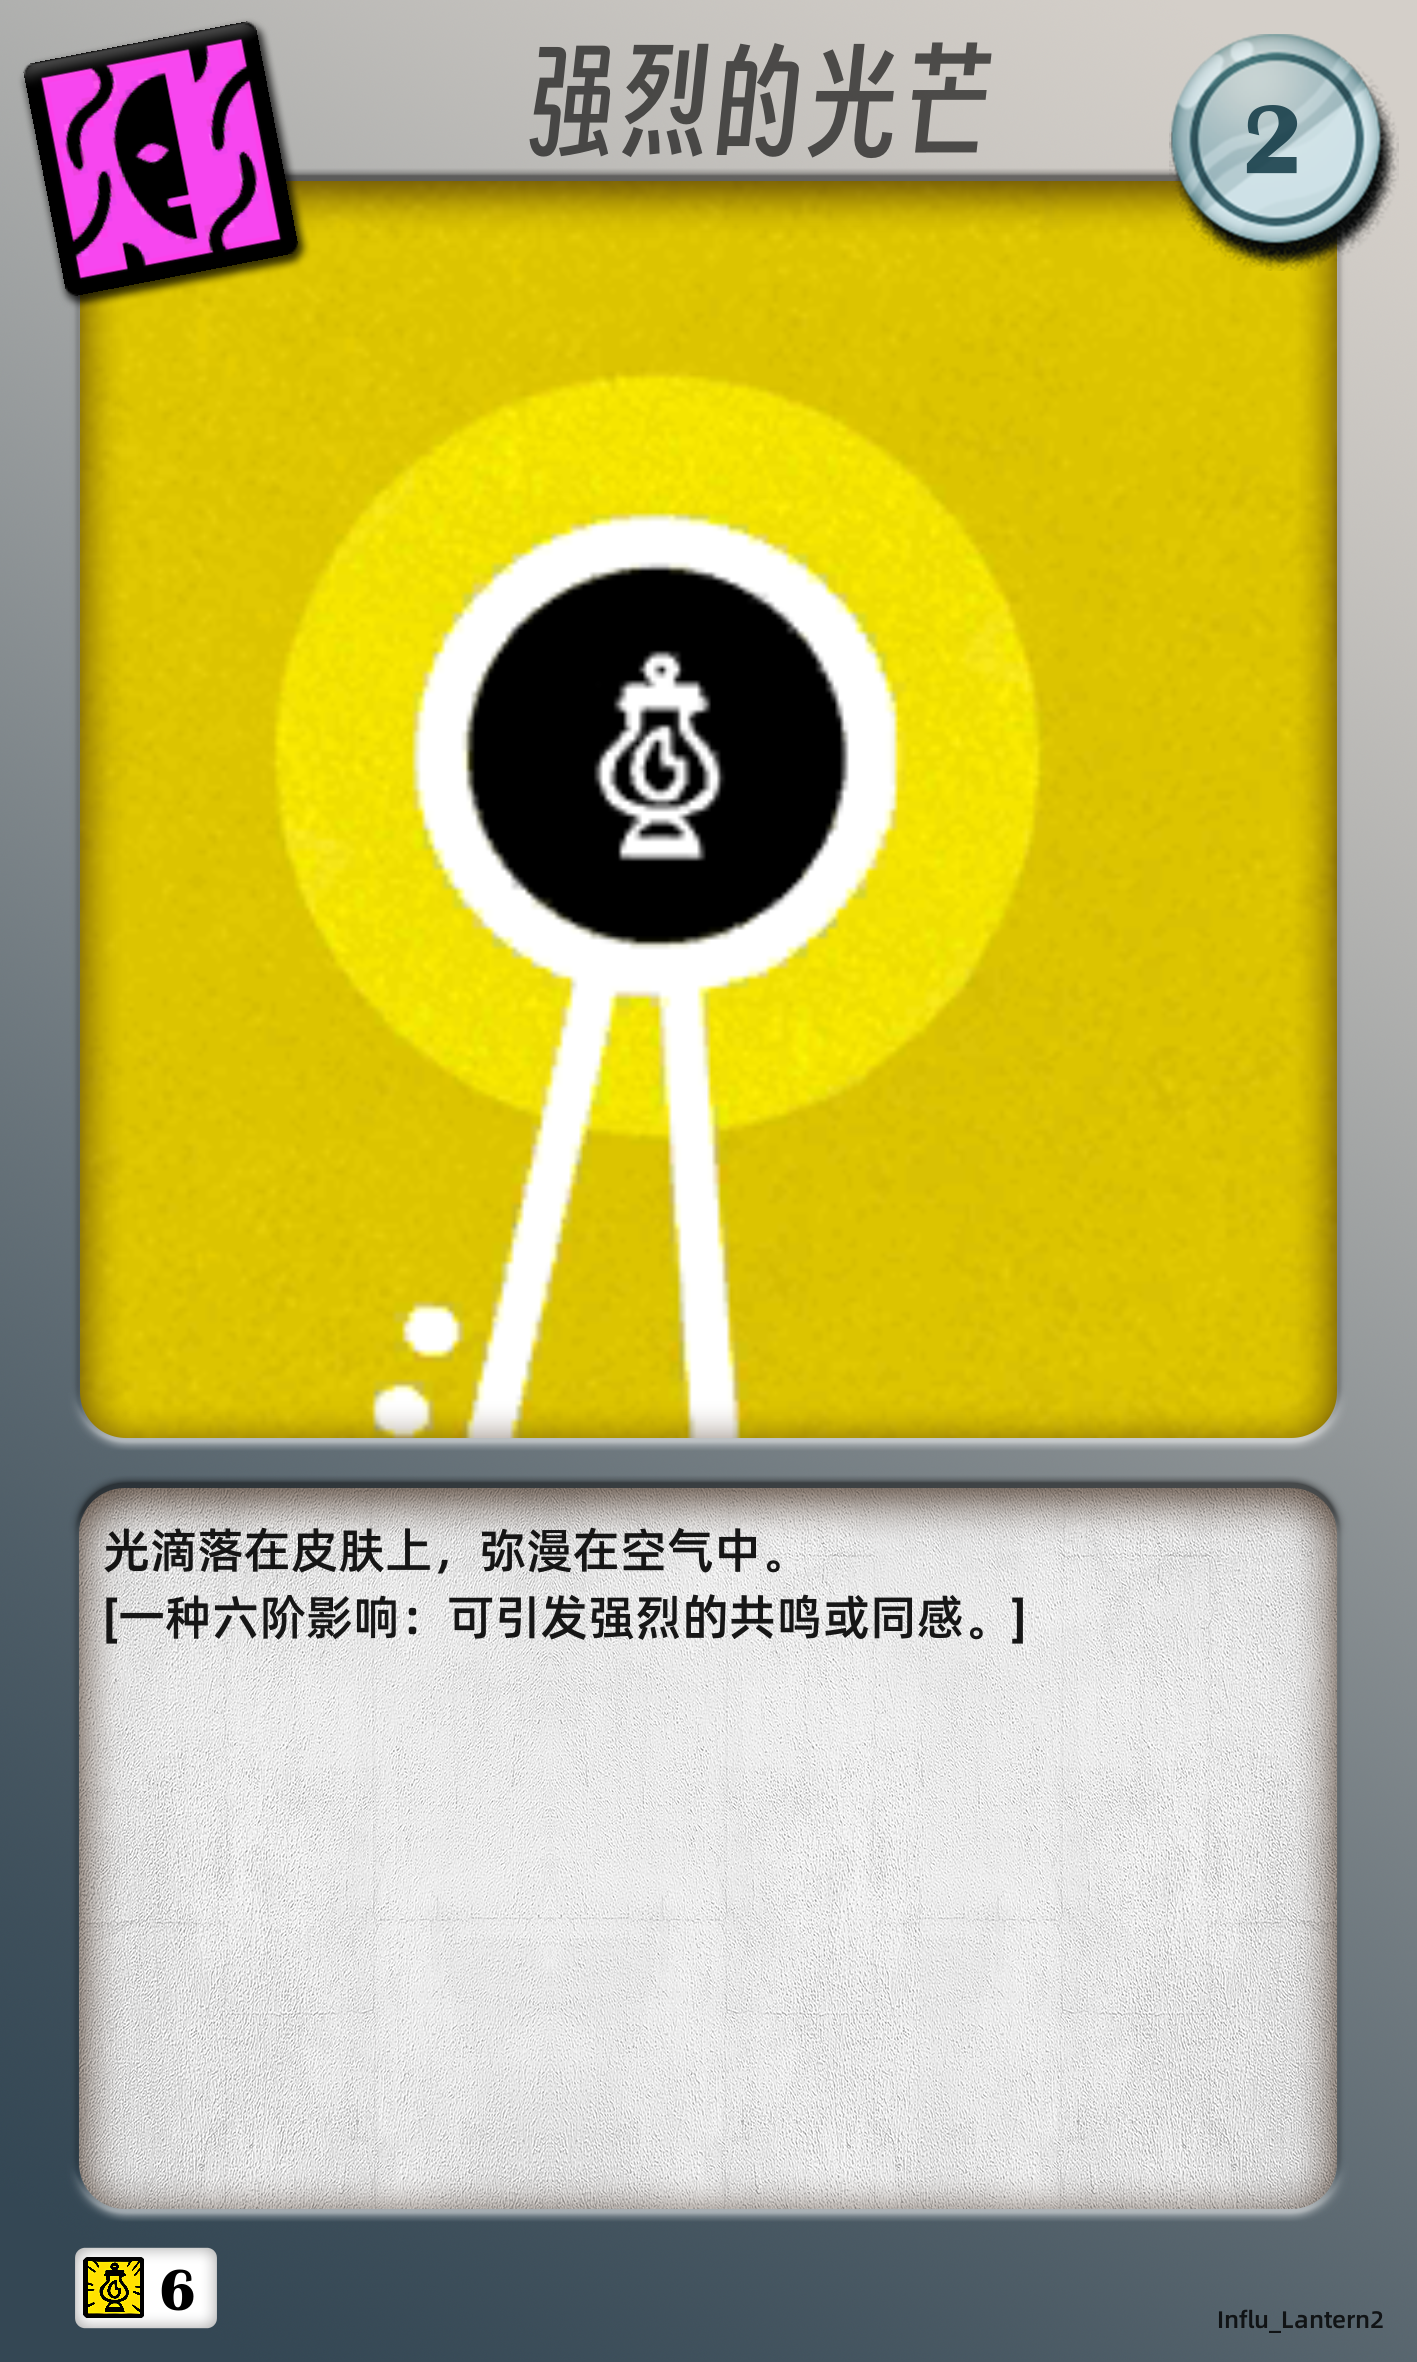 强烈的光芒
2
光滴落在皮肤上，弥漫在空气中。
[一种六阶影响：可引发强烈的共鸣或同感。]
6
Influ_Lantern2